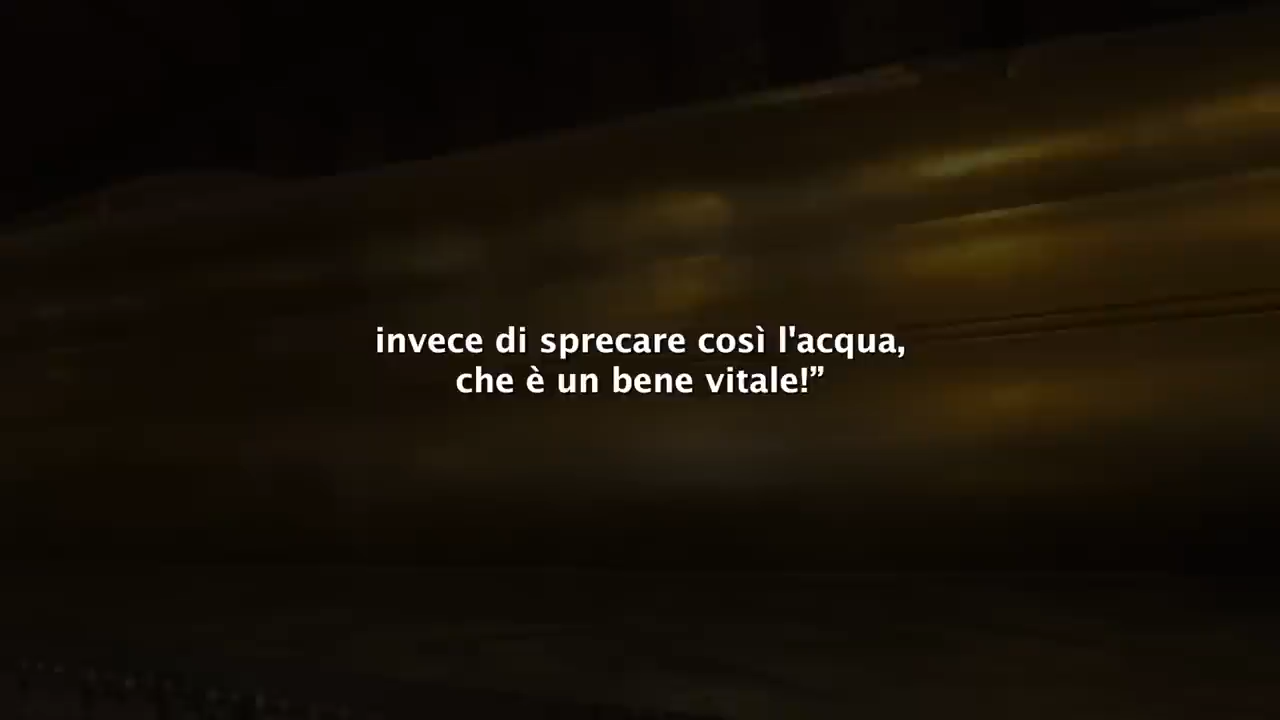 invece di sprecare così l'acqua,
che è un bene vitale!”